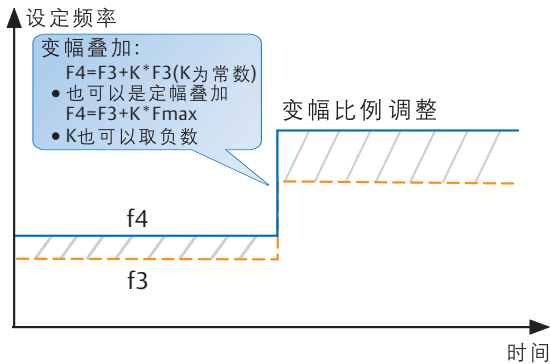 设定频率
变幅叠加:
F4=F3+K*F3(K为常数)
•也可以是定幅叠加
F4=F3+K*Fmax
•K也可以取负数
变幅比例调整
f4
f3
时间